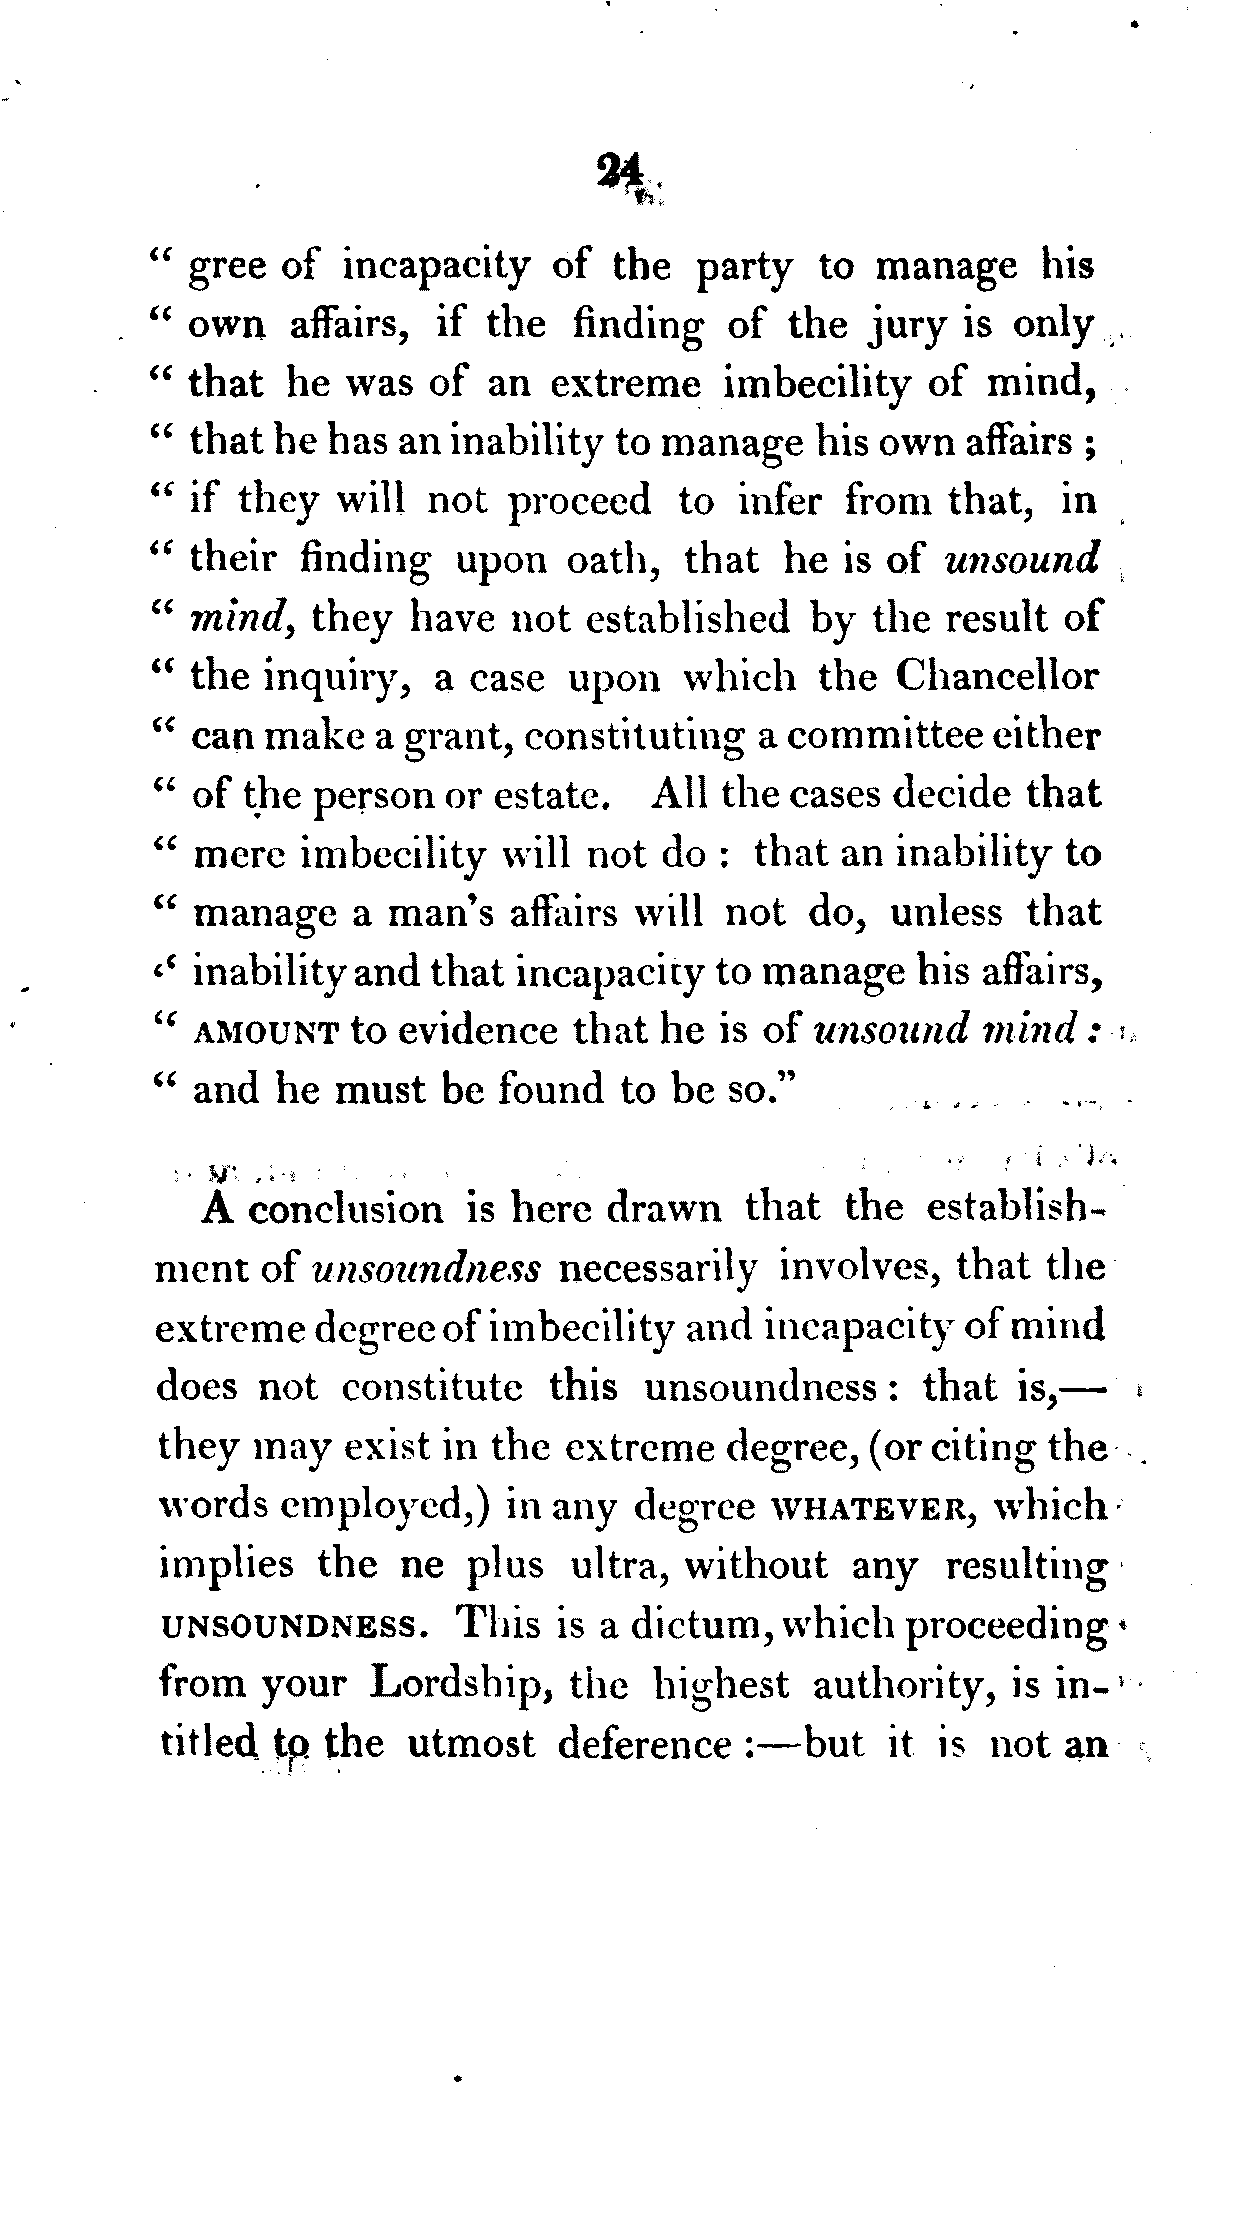 24
“ gree of incapacity of the party to manage his
“ own affairs, if the finding of the jury is only
“ that he was of an extreme imbecility of mind,
“ that he has an inability to manage his own affairs ;
“ if they will not proceed to infer from that, in
“ their finding upon oath, that he is of unsound
“ mind, they have not established by the result of
“ the inquiry, a case upon which the Chancellor
“ can make a grant, constituting a committee either
“ of the person or estate. All the cases decide that
“ mere imbecility will not do : that an inability to
“ manage a man's affairs will not do, unless that
“ inability and that incapacity to manage his affairs,
“ AMOUNT to evidence that he is of unsound mind :
“ and he must be found to be so.”
A conclusion is here drawn that the establish-
ment of unsoundness necessarily involves, that the
extreme degree of imbecility and incapacity of mind
does not constitute this unsoundness : that is,—
they may exist in the extreme degree, (or citing the
words employed,) in any degree WHATEVER, which
implies the ne plus ultra, without any resulting
UNSOUNDNESS. This is a dictum, which proceeding
from your Lordship, the highest authority, is in-
titled to the utmost deference :—but it is not an